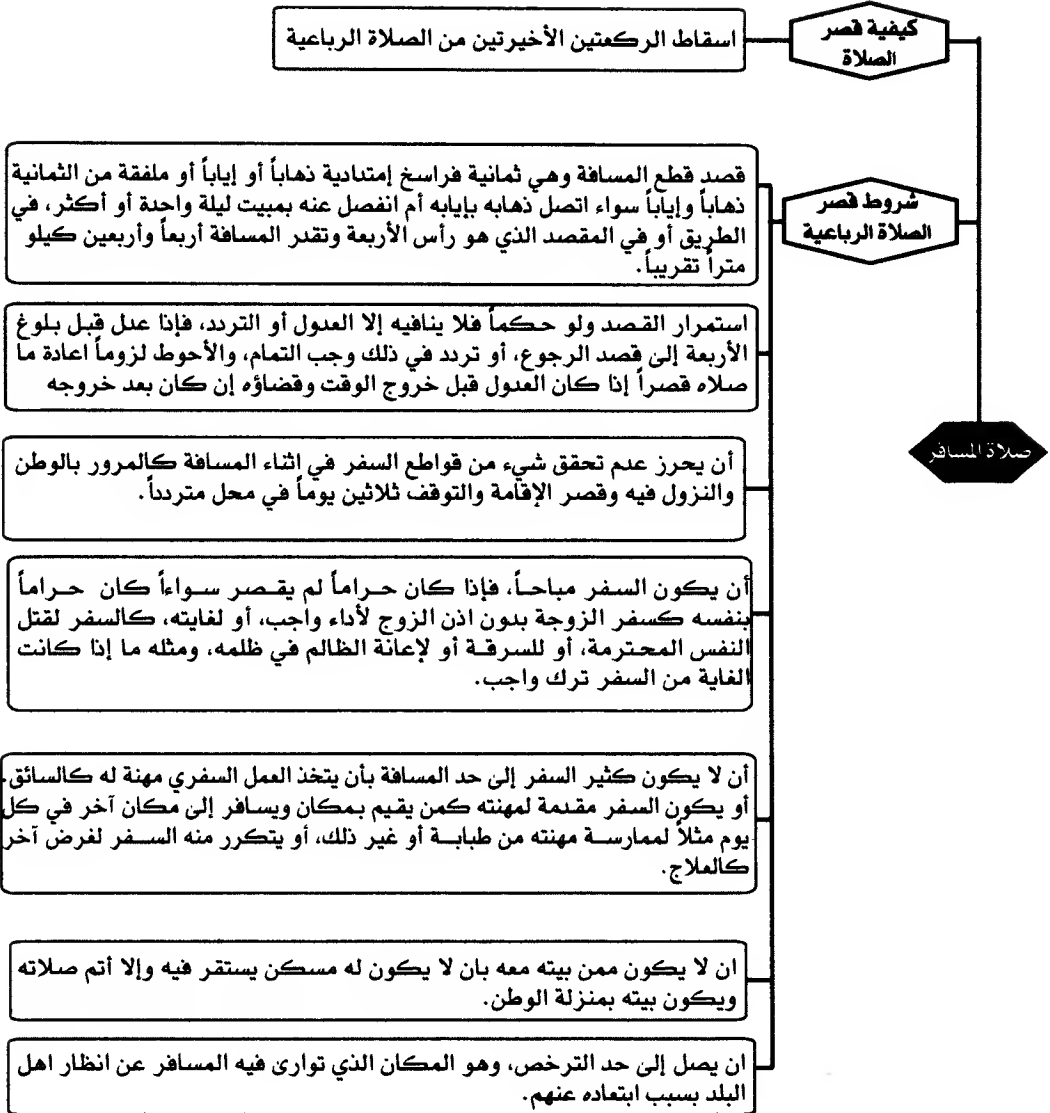 كيفية قصر
الصلاة
اسقاط الركعتين الأخيرتين من الصلاة الرباعية
شروط قصر
الصلاة الرباعية
قصد قطع المسافة وهي ثمانية فراسخ إمتدادية ذهاباً أو إياباً أو ملفقة من الثمانية
ذهاباً وإياباً سواء اتصل ذهابه بإيابه أم انفصل عنه بمبيت ليلة واحدة أو أكثر، في
الطريق أو في المقصد الذي هو رأس الأربعة وتقدر المسافة أربعاً وأربعين كيلو
متراً تقريباً.
استمرار القصد ولو حكماً فلا ينافيه إلا العدول أو التردد، فإذا عدل قبل بلوغ
الأربعة إلى قصد الرجوع، أو تردد في ذلك وجب التمام، والأحوط لزوماً اعادة ما
صلاه قصراً إذا كان العدول قبل خروج الوقت وقضاؤه إن كان بعد خروجه
صلاة المسافر
أن يحرز عدم تحقق شيء من قواطع السفر في اثناء المسافة كالمرور بالوطن
والنزول فيه وقصر الإقامة والتوقف ثلاثين يوماً في محل متردداً.
أن يكون السفر مباحاً، فإذا كان حراماً لم يقصر سواءاً كان حراماً
بنفسه كسفر الزوجة بدون اذن الزوج لأداء واجب، أو لغايته، كالسفر لقتل
النفس المحترمة، أو للسرقة أو لإعانة الظالم في ظلمه، ومثله ما إذا كانت
الغاية من السفر ترك واجب.
أن لا يكون كثير السفر إلى حد المسافة بأن يتخذ العمل السفري مهنة له كالسائق.
أو يكون السفر مقدمة لمهنته كمن يقيم بمكان ويسافر إلى مكان آخر في كل
يوم مثلاً لممارسة مهنته من طبابة أو غير ذلك، أو يتكرر منه السفر لغرض آخر
كالعلاج.
ان لا يكون ممن بيته معه بان لا يكون له مسكن يستقر فيه وإلا أتم صلاته
ويكون بيته بمنزلة الوطن.
ان يصل إلى حد الترخص، وهو المكان الذي توارى فيه المسافر عن انظار اهل
البلد بسبب ابتعاده عنهم.